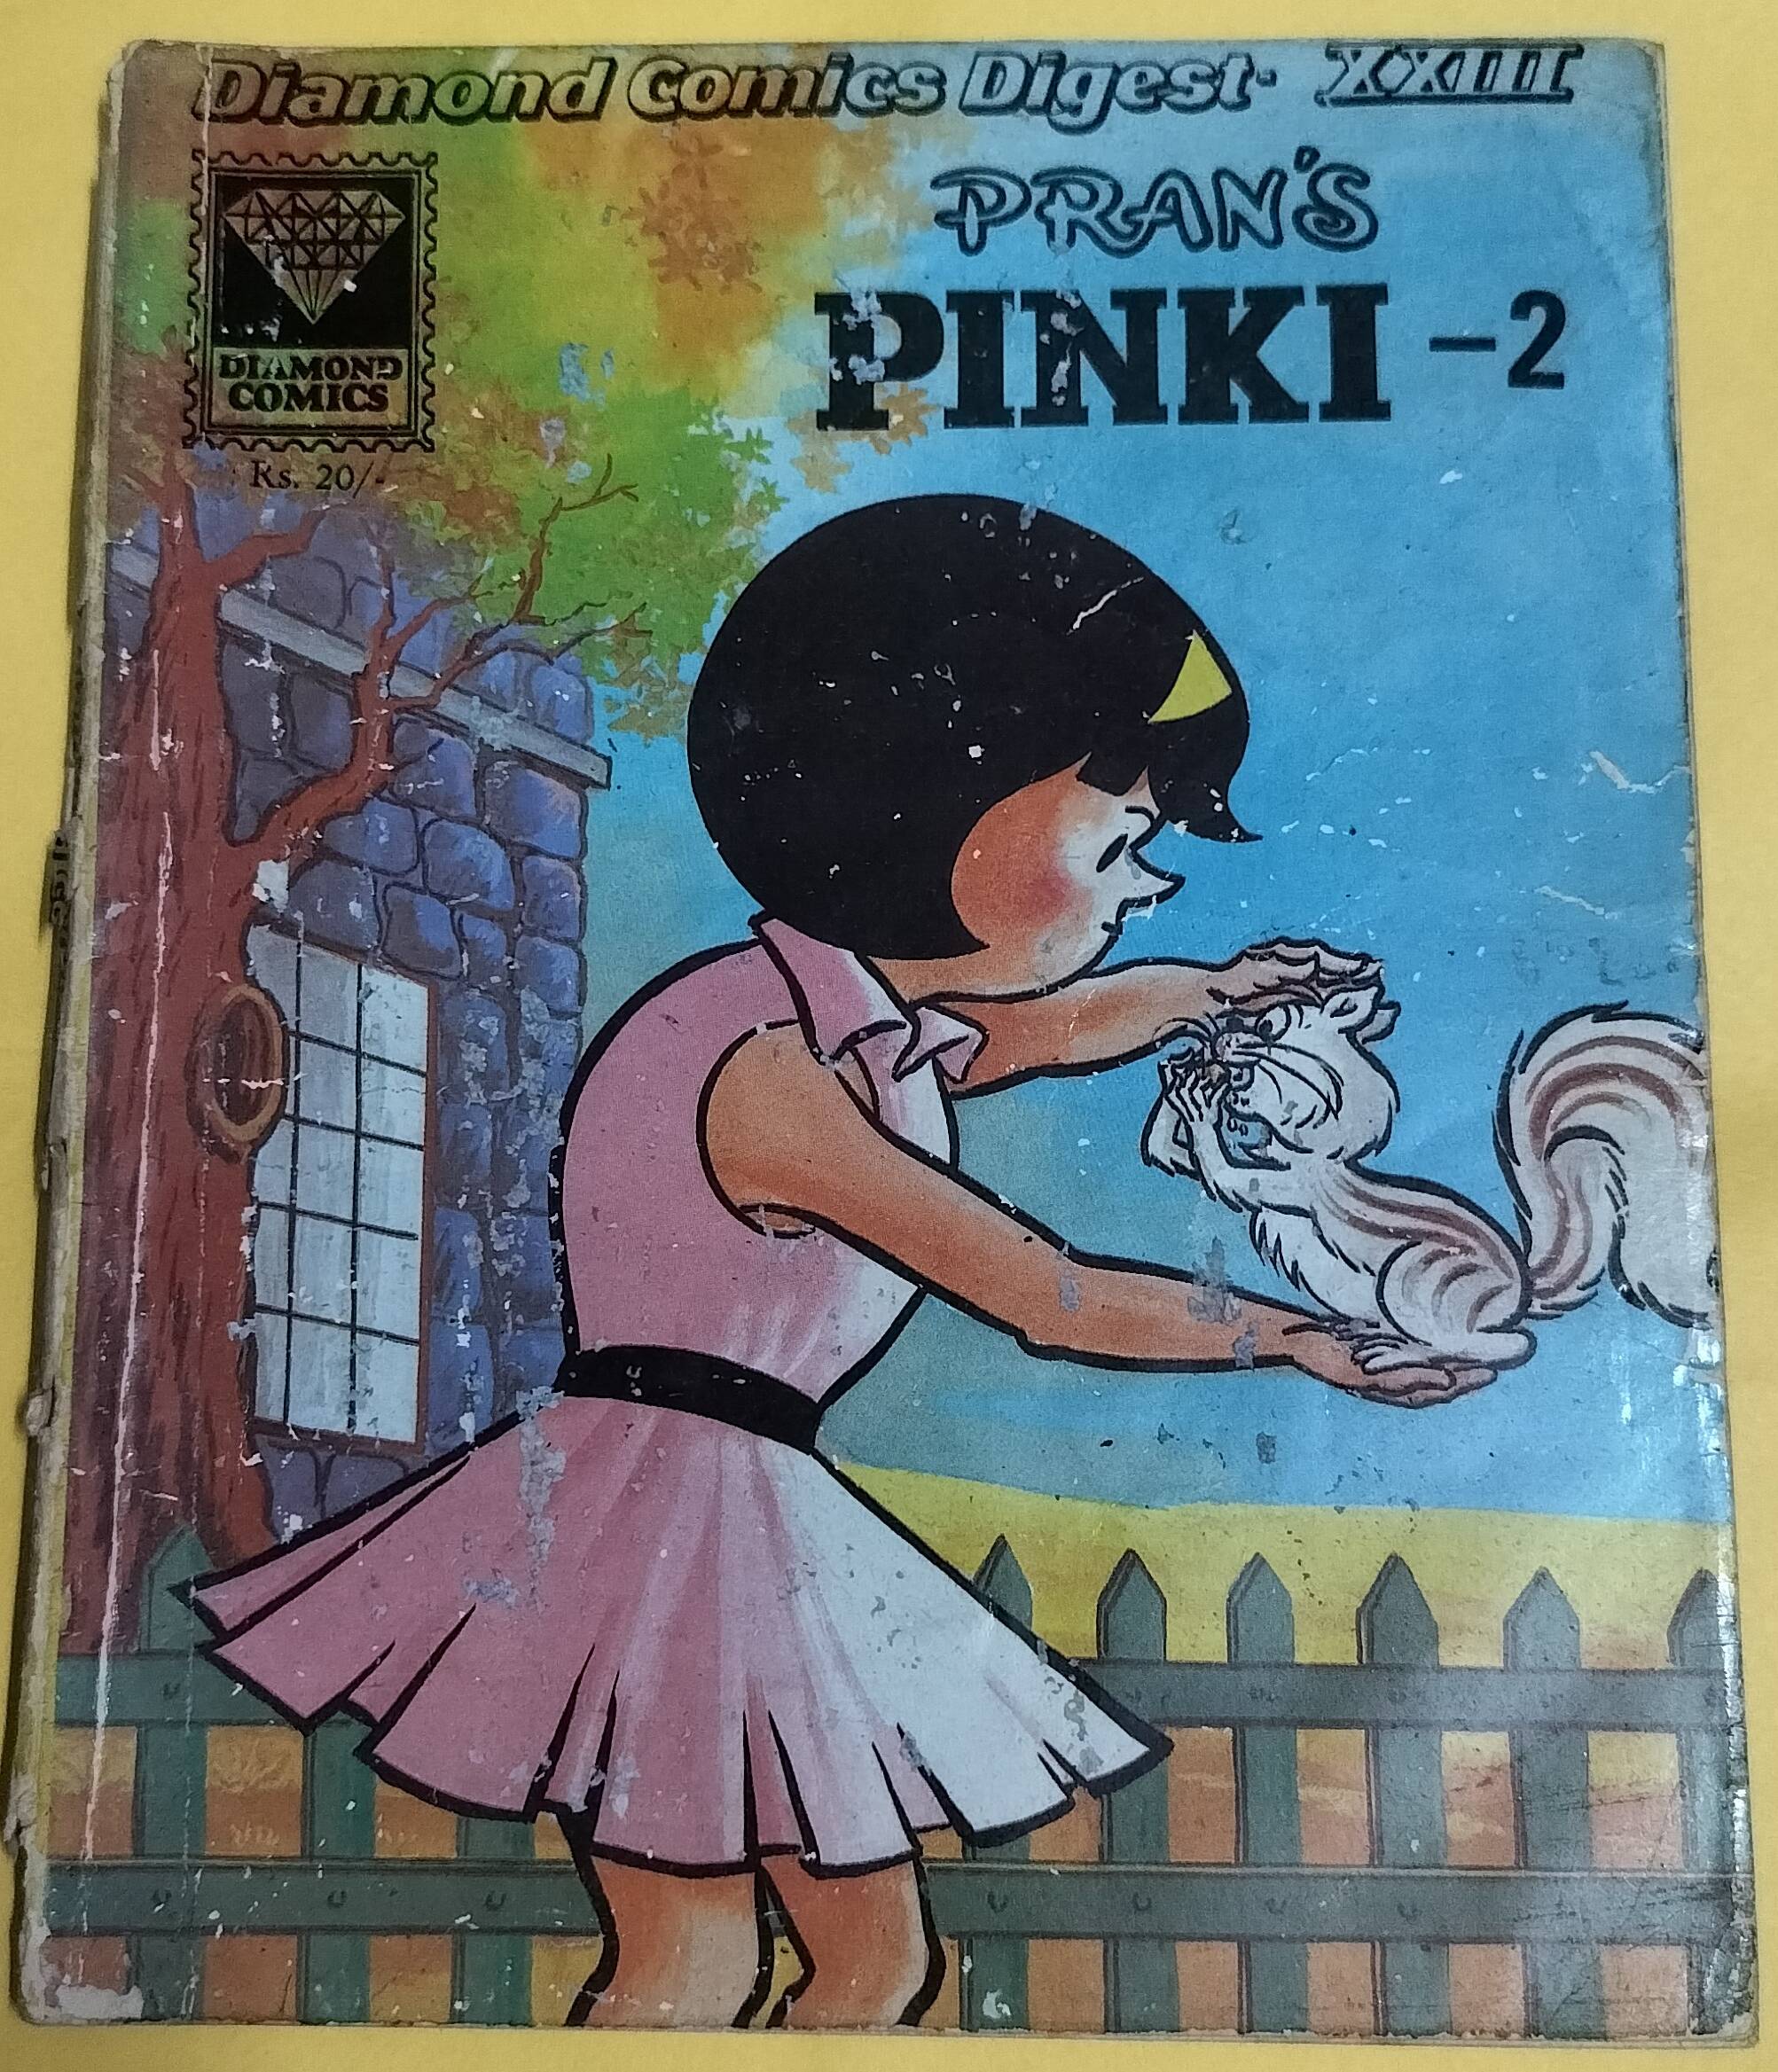 Diamond Comics Digest- XXIII
PRAN'S
PINKI -2
DIAMOND
COMICS
Rs. 20/-